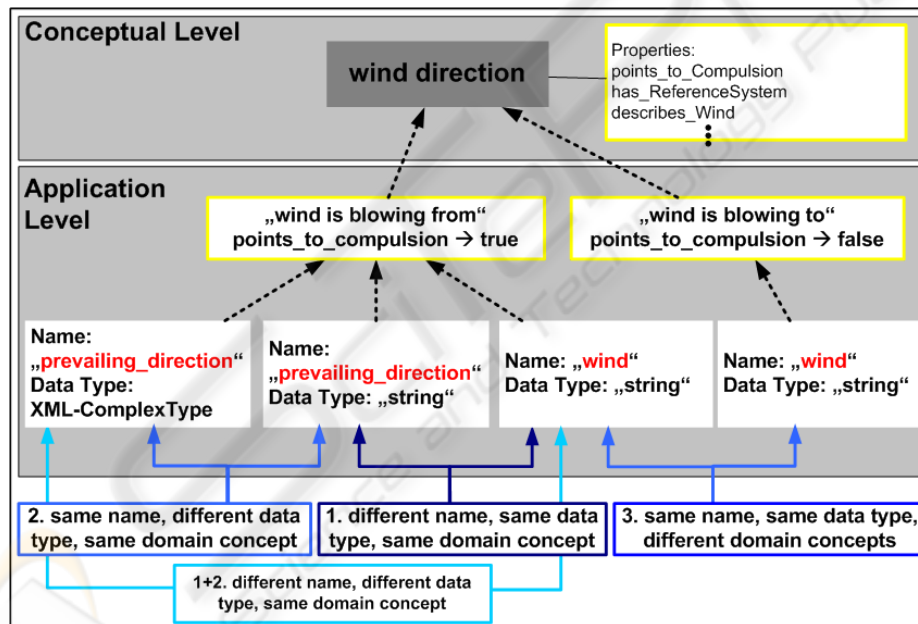 Conceptual Level
wind direction
Properties:
points_to_Compulsion
has_ReferenceSystem
describes_Wind
Application
Level
„wind is blowing from“
points_to_compulsion → true
„wind is blowing to“
points_to_compulsion → false
Name:
„prevailing_direction“
Data Type:
XML-ComplexType
Name:
„prevailing_direction“
Data Type: „string“
Name: „wind“
Data Type: „string“
Name: „wind“
Data Type: „string“
2. same name, different data
type, same domain concept
1. different name, same data
type, same domain concept
3. same name, same data type,
different domain concepts
1+2. different name, different data
type, same domain concept
Science and Technology Pu